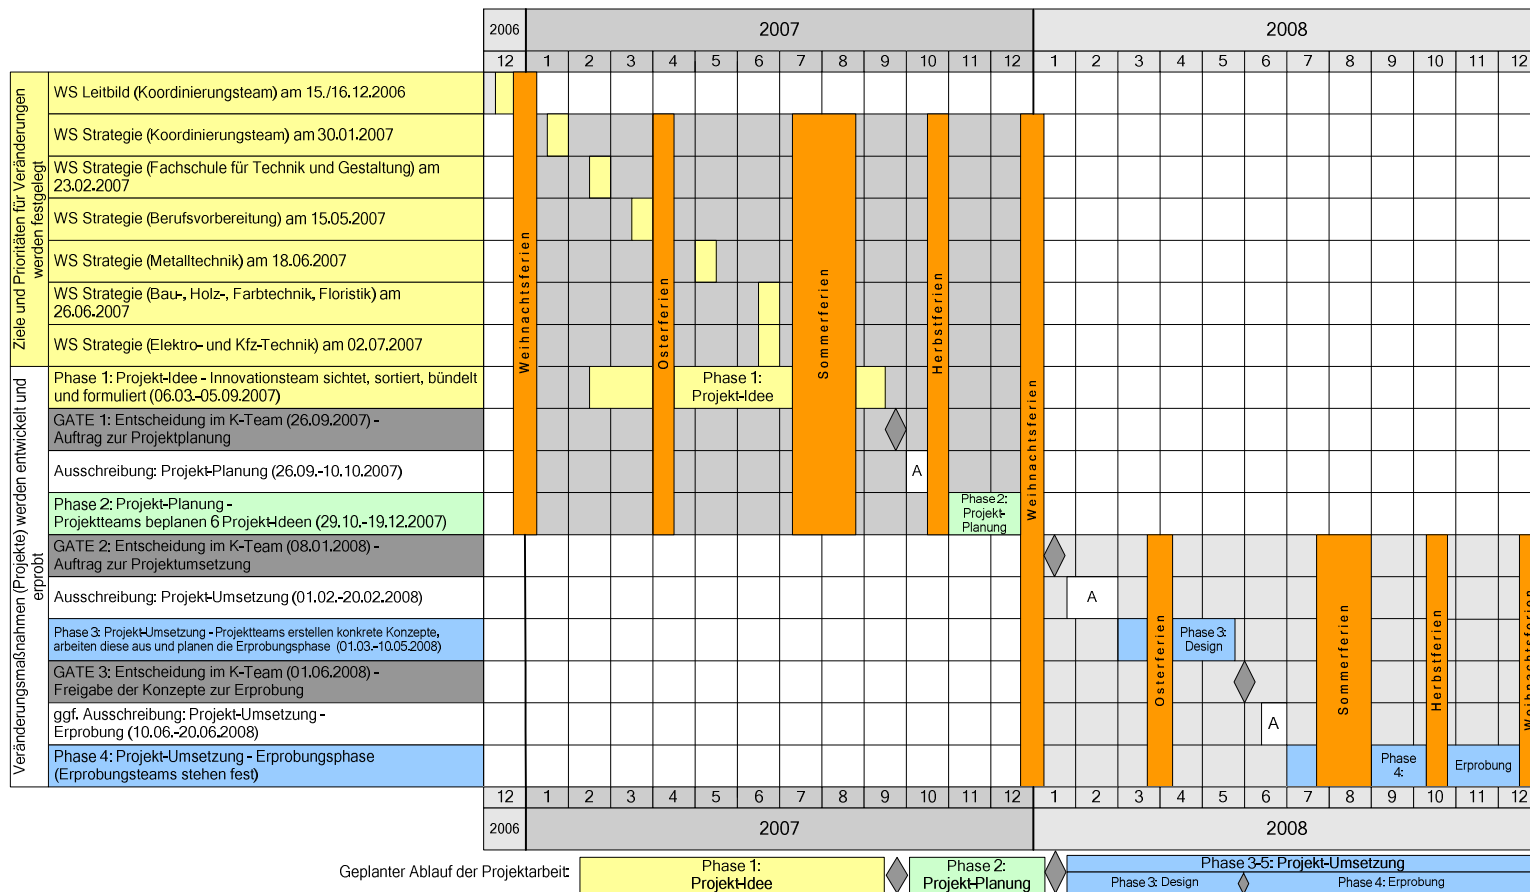 2006 2007 2008
12 1 2 3 4 5 6 7 8 9 10 11 12 1 2 3 4 5 6 7 8 9 10 11 12
Ziele und Prioritäten für Veränderungen
werden festgelegt
WS Leitbild (Koordinierungsteam) am 15./16.12.2006
WS Strategie (Koordinierungsteam) am 30.01.2007
WS Strategie (Fachschule für Technik und Gestaltung) am
23.02.2007
WS Strategie (Berufsvorbereitung) am 15.05.2007
WS Strategie (Metalltechnik) am 18.06.2007
WS Strategie (Bau-, Holz-, Farbtechnik, Floristik) am
26.06.2007
WS Strategie (Elektro- und Kfz-Technik) am 02.07.2007
Veränderungsmaßnahmen (Projekte) werden entwickelt und
erprobt
Phase 1: Projekt-Idee - Innovationsteam sichtet, sortiert, bündelt
und formuliert (06.03.-05.09.2007)
Phase 1:
Projekt-Idee
GATE 1: Entscheidung im K-Team (26.09.2007) -
Auftrag zur Projektplanung
Ausschreibung: Projekt-Planung (26.09.-10.10.2007)
A
Phase 2: Projekt-Planung -
Projektteams beplanen 6 Projekt-Ideen (29.10.-19.12.2007)
Phase 2:
Projekt-
Planung
GATE 2: Entscheidung im K-Team (08.01.2008) -
Auftrag zur Projektumsetzung
Ausschreibung: Projekt-Umsetzung (01.02.-20.02.2008)
A
Phase 3: Projekt-Umsetzung - Projektteams erstellen konkrete Konzepte,
arbeiten diese aus und planen die Erprobungsphase (01.03.-10.05.2008)
Phase 3:
Design
GATE 3: Entscheidung im K-Team (01.06.2008) -
Freigabe der Konzepte zur Erprobung
ggf. Ausschreibung: Projekt-Umsetzung -
Erprobung (10.06.-20.06.2008)
A
Phase 4: Projekt-Umsetzung - Erprobungsphase
(Erprobungsteams stehen fest)
Phase
4:
Erprobung
Weihnachtsferien
Osterferien
Sommerferien
Herbstferien
Weihnachtsferien
Osterferien
Sommerferien
Herbstferien
Weihnachtsferien
12 1 2 3 4 5 6 7 8 9 10 11 12 1 2 3 4 5 6 7 8 9 10 11 12
2006 2007 2008
Geplanter Ablauf der Projektarbeit:
Phase 1:
Projekt-Idee
Phase 2:
Projekt-Planung
Phase 3-5: Projekt-Umsetzung
Phase 3: Design Phase 4: Erprobung